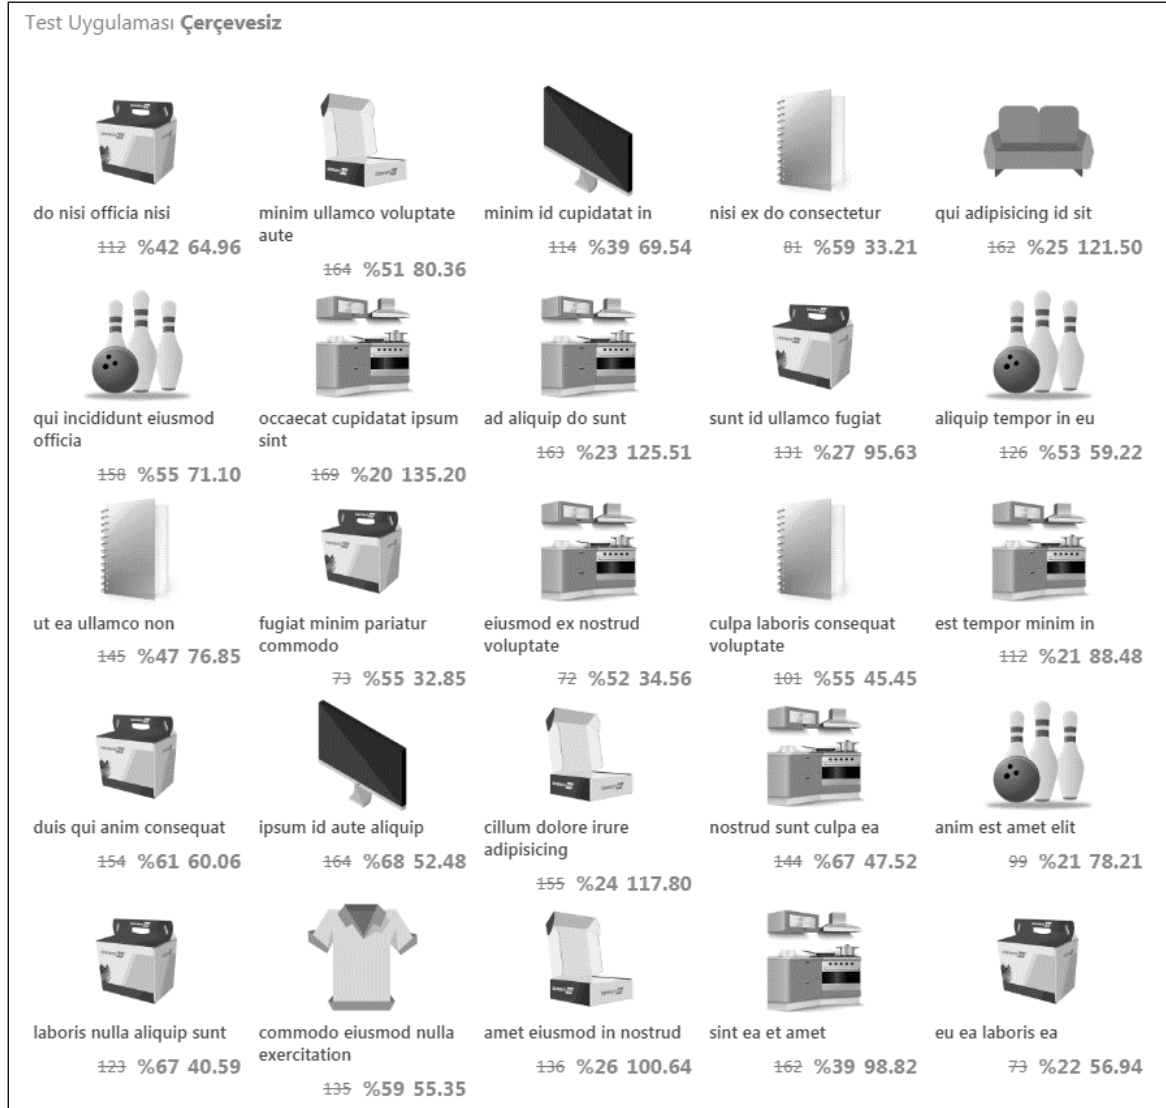 Test Uygulaması Çerçevesiz
do nisi officia nisi
112 %42 64.96
minim ullamco voluptate
aute
164 %51 80.36
minim id cupidatat in
114 %39 69.54
nisi ex do consectetur
81 %59 33.21
qui adipisicing id sit
162 %25 121.50
qui incididunt eiusmod
officia
158 %55 71.10
occaecat cupidatat ipsum
sint
169 %20 135.20
ad aliquip do sunt
163 %23 125.51
sunt id ullamco fugiat
131 %27 95.63
aliquip tempor in eu
126 %53 59.22
ut ea ullamco non
145 %47 76.85
fugiat minim pariatur
commodo
73 %55 32.85
eiusmod ex nostrud
voluptate
72 %52 34.56
culpa laboris consequat
voluptate
101 %55 45.45
est tempor minim in
112 %21 88.48
duis qui anim consequat
154 %61 60.06
ipsum id aute aliquip
164 %68 52.48
cillum dolore irure
adipisicing
155 %24 117.80
nostrud sunt culpa ea
144 %67 47.52
anim est amet elit
99 %21 78.21
laboris nulla aliquip sunt
123 %67 40.59
commodo eiusmod nulla
exercitation
135 %59 55.35
amet eiusmod in nostrud
136 %26 100.64
sint ea et amet
162 %39 98.82
eu ea laboris ea
73 %22 56.94